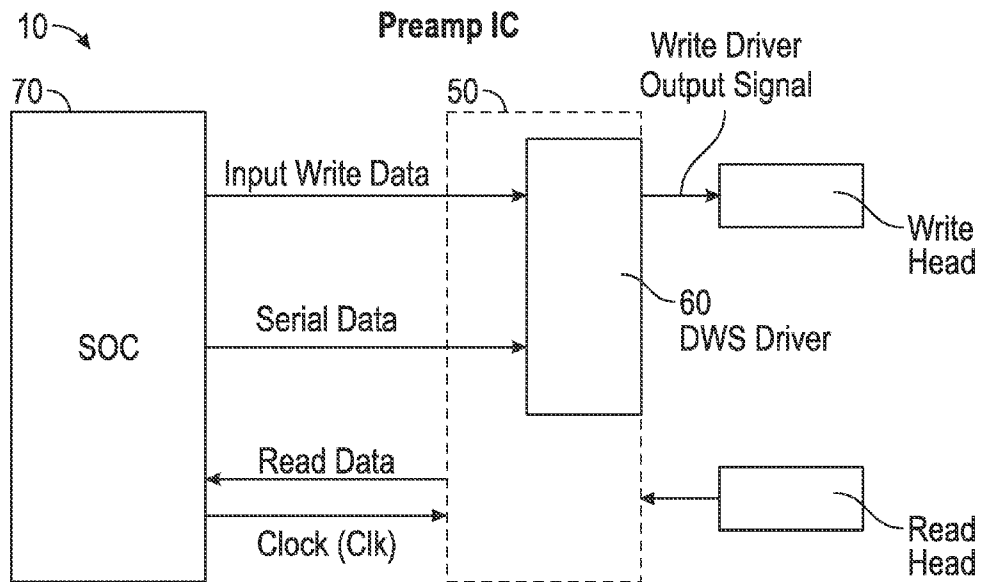 10
Preamp IC
70
50
Write Driver
Output Signal
Input Write Data
Write
Head
60
DWS Driver
Serial Data
SOC
Read Data
Clock (Clk)
Read
Head